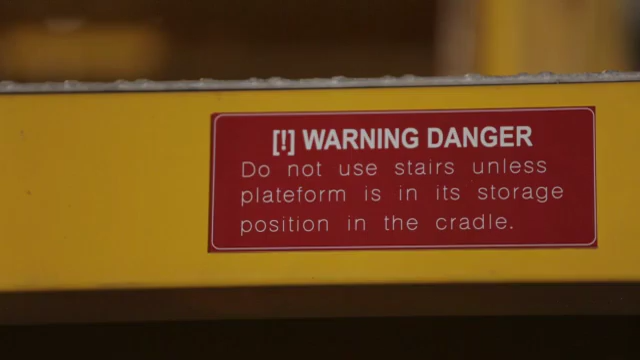 [!] WARNING DANGER
Do not use stairs unless
plateform is in its storage
position in the cradle.